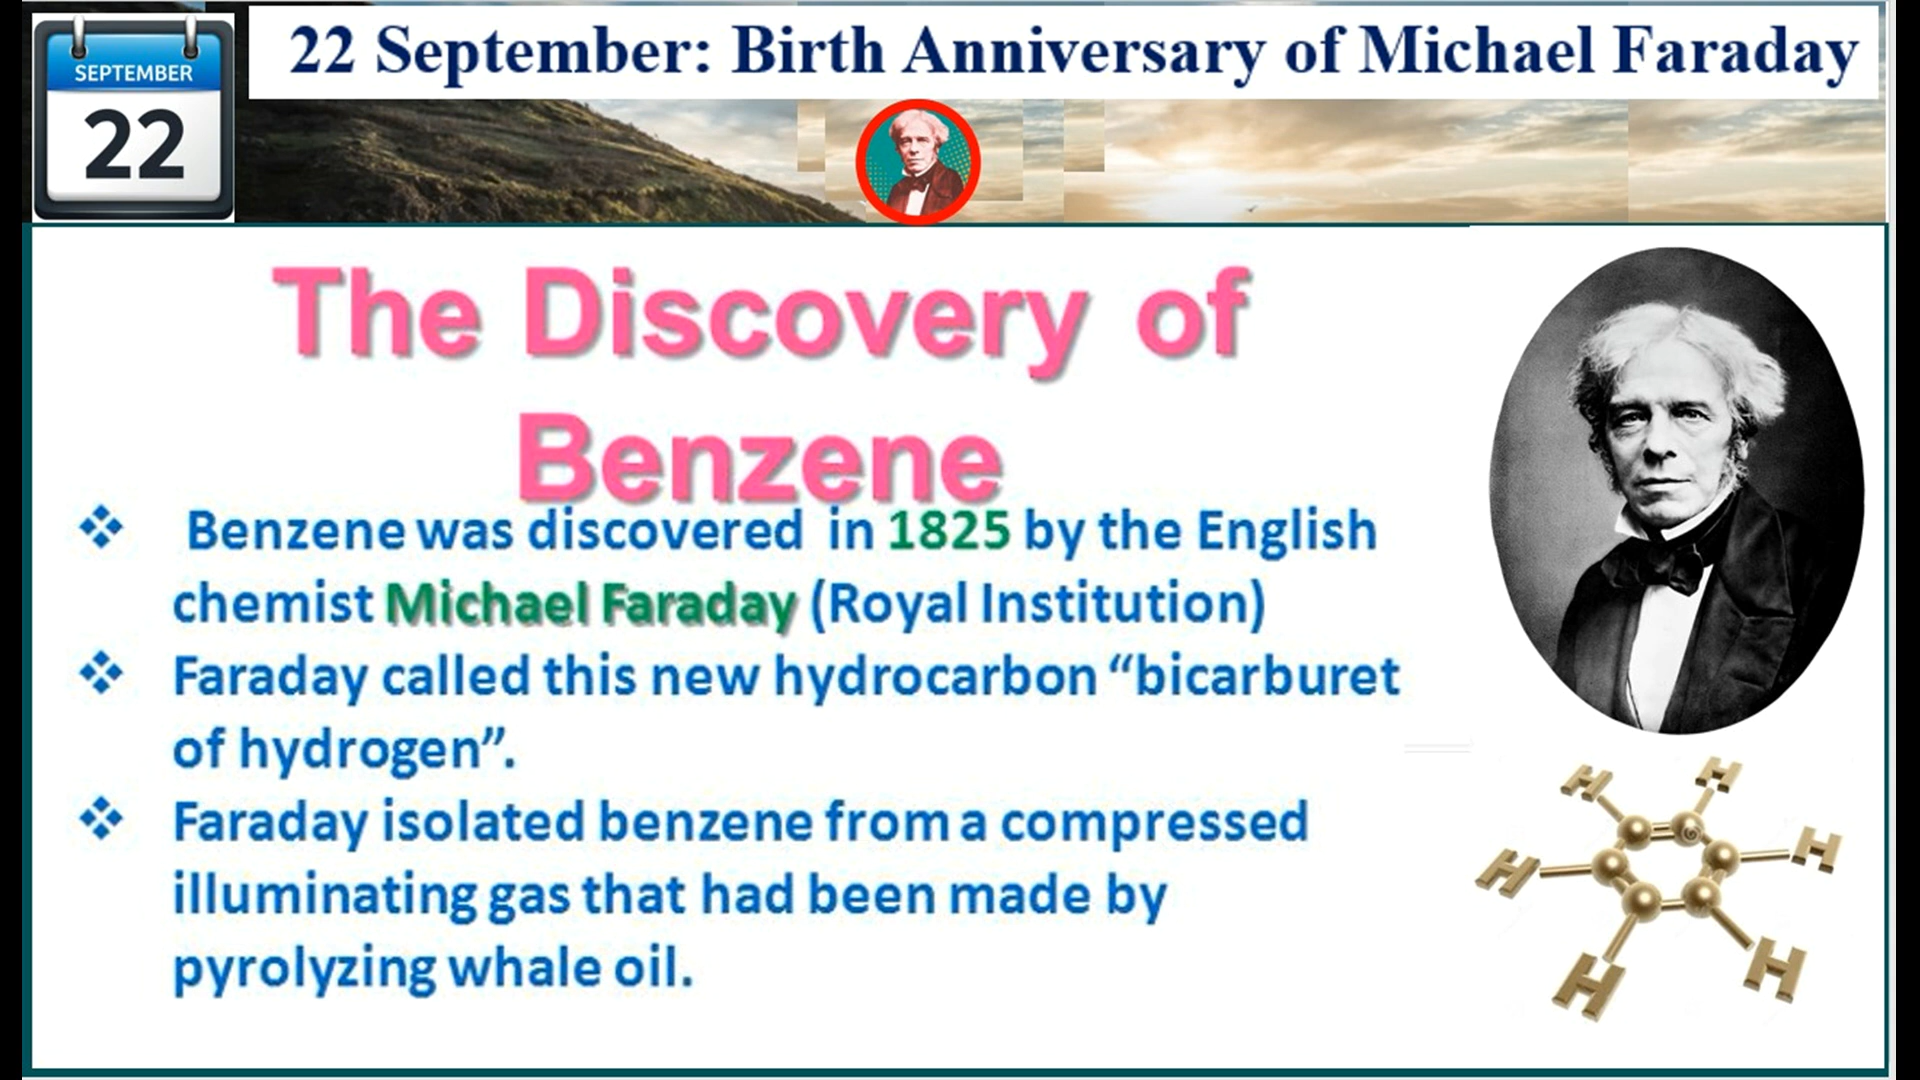 SEPTEMBER
22
22 September: Birth Anniversary of Michael Faraday
The Discovery of
Benzene
❖ Benzene was discovered in 1825 by the English
chemist Michael Faraday (Royal Institution)
❖ Faraday called this new hydrocarbon “bicarburet
of hydrogen”.
❖ Faraday isolated benzene from a compressed
illuminating gas that had been made by
pyrolyzing whale oil.
H
H
H
H
H
H